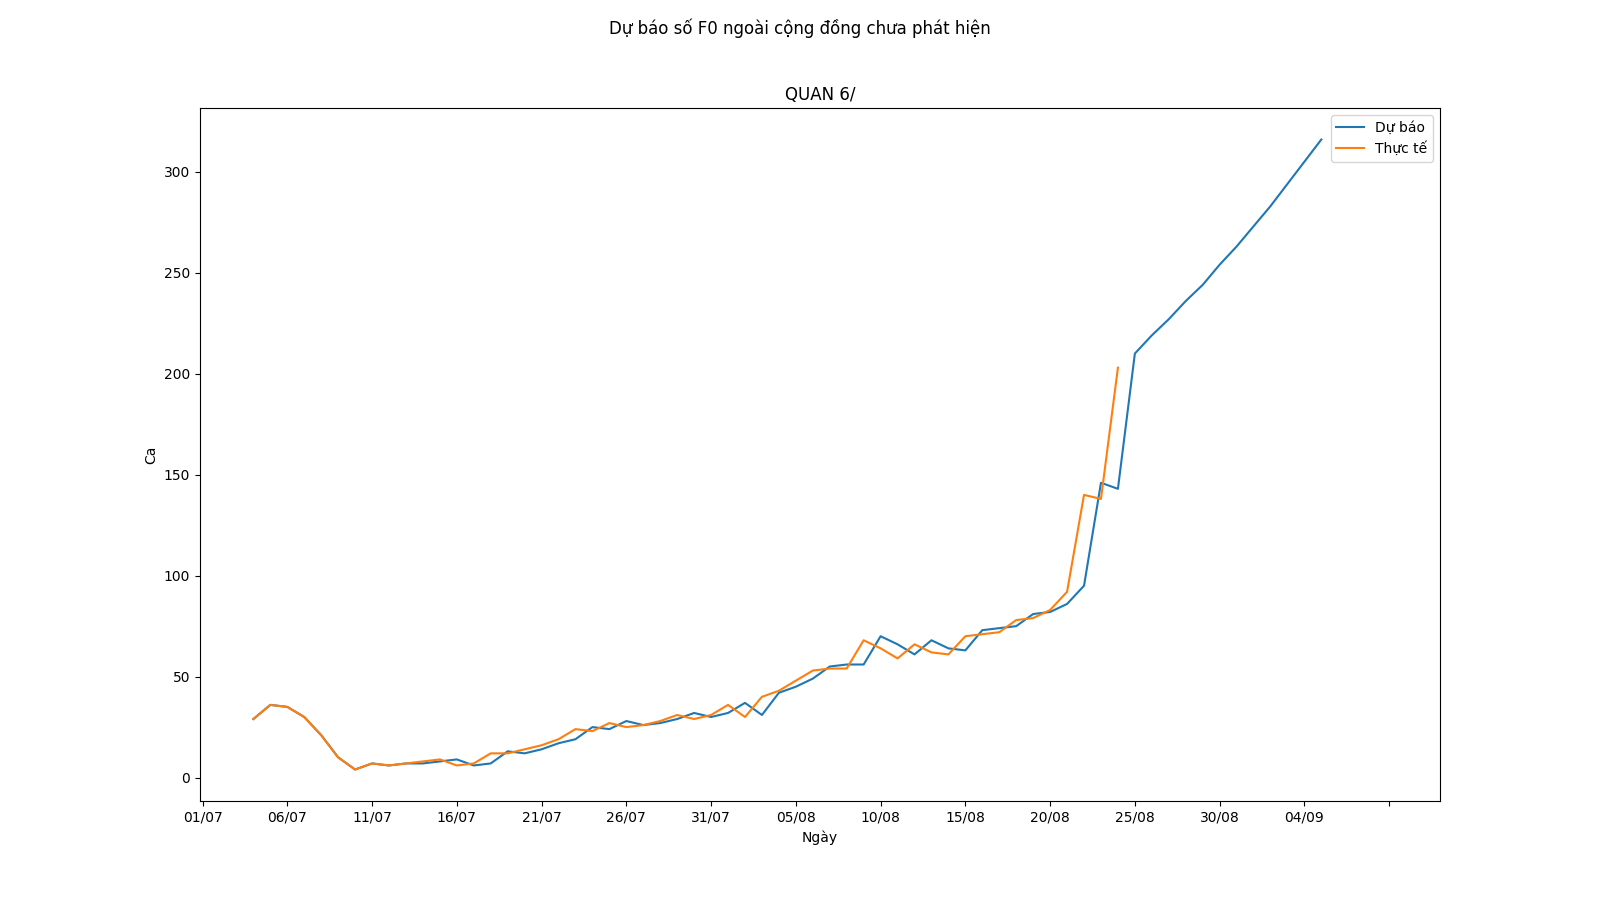 Dự báo số F0 ngoài cộng đồng chưa phát hiện
QUAN 6/
Dự báo
Thực tế
300
250
200
150
100
50
0
Ca
01/07 06/07 11/07 16/07 21/07 26/07 31/07 05/08 10/08 15/08 20/08 25/08 30/08 04/09
Ngày